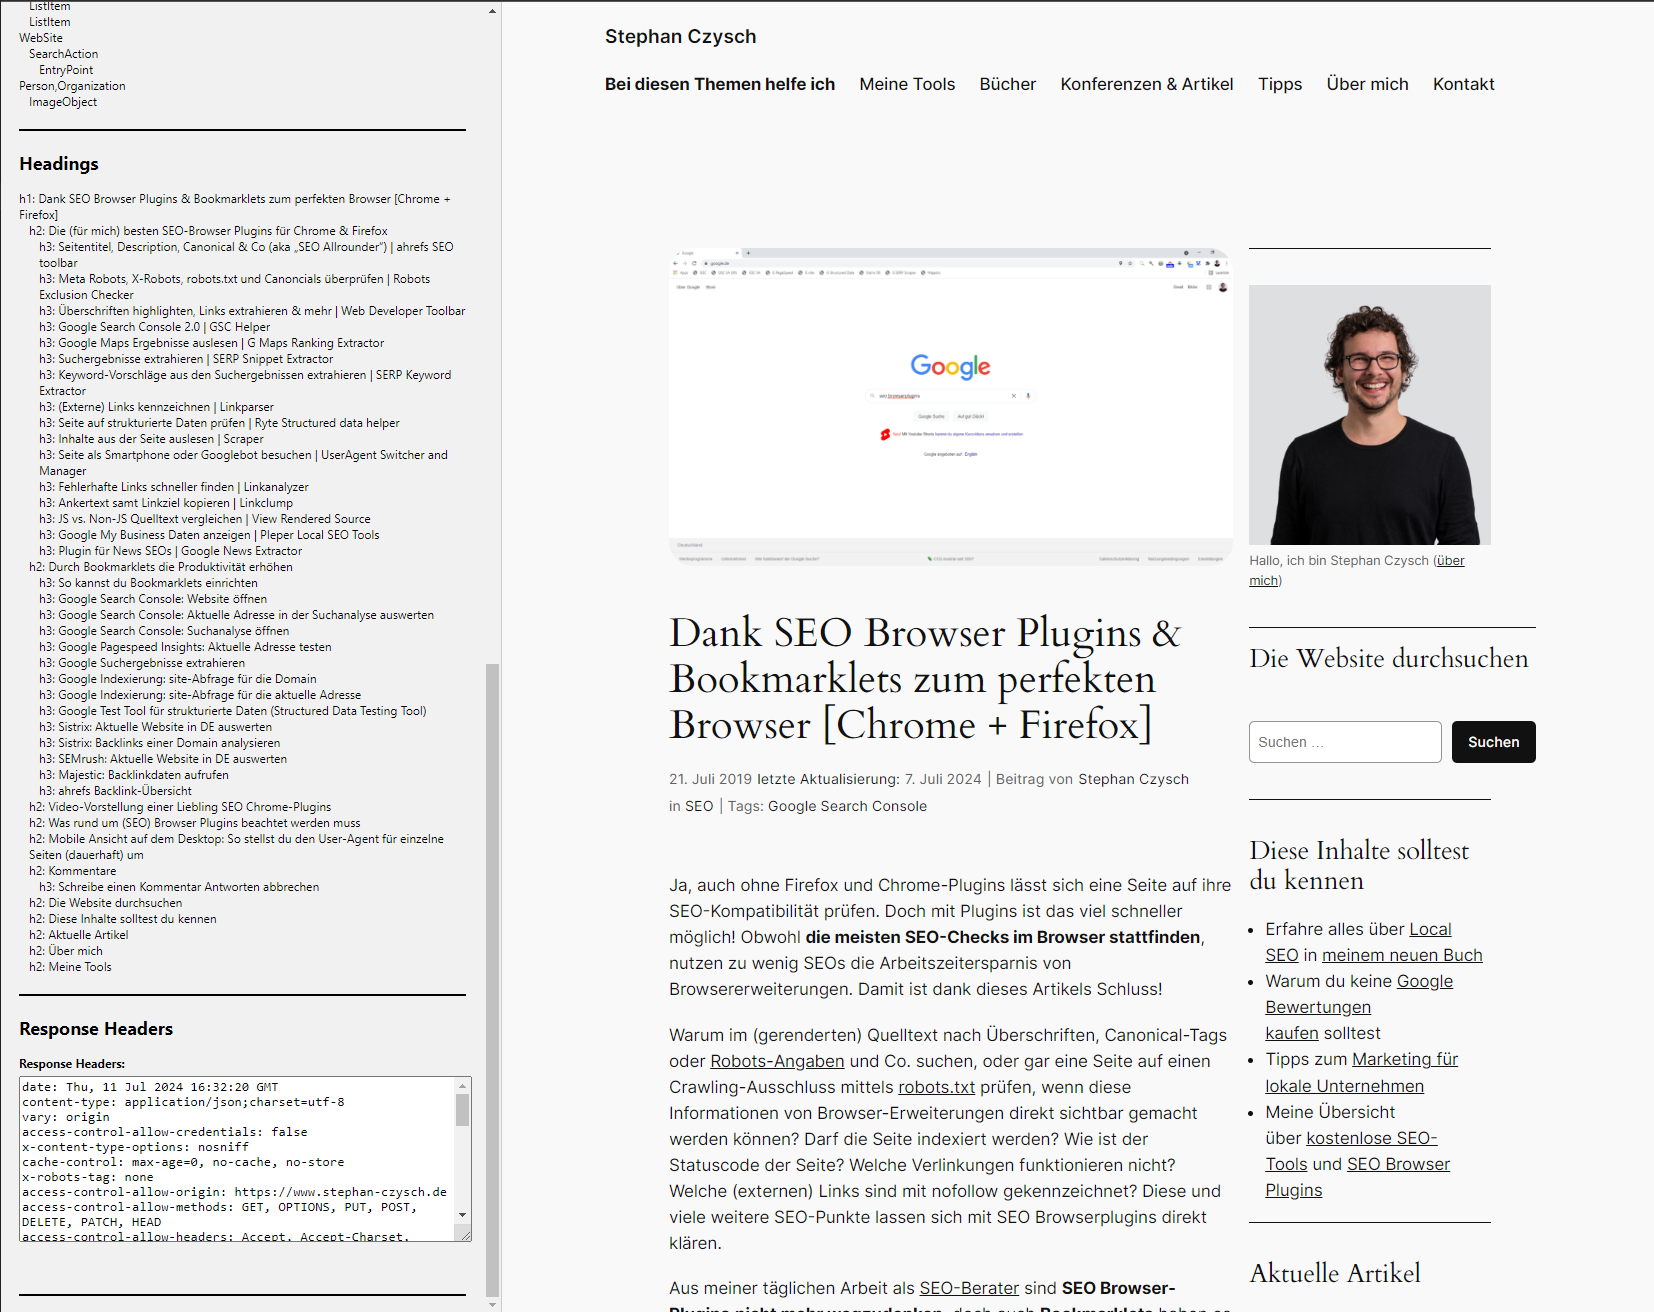 ListItem
ListItem
WebSite
SearchAction
EntryPoint
Person,Organization
ImageObject
Headings
h1: Dank SEO Browser Plugins & Bookmarklets zum perfekten Browser [Chrome +
Firefox]
h2: Die (für mich) besten SEO-Browser Plugins für Chrome & Firefox
h3: Seitentitel, Description, Canonical & Co (aka „SEO Allrounder“) | ahrefs SEO
toolbar
h3: Meta Robots, X-Robots, robots.txt und Canoncials überprüfen | Robots
Exclusion Checker
h3: Überschriften highlighten, Links extrahieren & mehr | Web Developer Toolbar
h3: Google Search Console 2.0 | GSC Helper
h3: Google Maps Ergebnisse auslesen | G Maps Ranking Extractor
h3: Suchergebnisse extrahieren | SERP Snippet Extractor
h3: Keyword-Vorschläge aus den Suchergebnissen extrahieren | SERP Keyword
Extractor
h3: (Externe) Links kennzeichnen | Linkparser
h3: Seite auf strukturierte Daten prüfen | Ryte Structured data helper
h3: Inhalte aus der Seite auslesen | Scraper
h3: Seite als Smartphone oder Googlebot besuchen | UserAgent Switcher and
Manager
h3: Fehlerhafte Links schneller finden | Linkanalyzer
h3: Ankertext samt Linkziel kopieren | Linkclump
h3: JS vs. Non-JS Quelltext vergleichen | View Rendered Source
h3: Google My Business Daten anzeigen | Pleper Local SEO Tools
h3: Plugin für News SEOs | Google News Extractor
h2: Durch Bookmarklets die Produktivität erhöhen
h3: So kannst du Bookmarklets einrichten
h3: Google Search Console: Website öffnen
h3: Google Search Console: Aktuelle Adresse in der Suchanalyse auswerten
h3: Google Search Console: Suchanalyse öffnen
h3: Google Pagespeed Insights: Aktuelle Adresse testen
h3: Google Suchergebnisse extrahieren
h3: Google Indexierung: site-Abfrage für die Domain
h3: Google Indexierung: site-Abfrage für die aktuelle Adresse
h3: Google Test Tool für strukturierte Daten (Structured Data Testing Tool)
h3: Sistrix: Aktuelle Website in DE auswerten
h3: Sistrix: Backlinks einer Domain analysieren
h3: SEMrush: Aktuelle Website in DE auswerten
h3: Majestic: Backlinkdaten aufrufen
h3: ahrefs Backlink-Übersicht
h2: Video-Vorstellung einer Liebling SEO Chrome-Plugins
h2: Was rund um (SEO) Browser Plugins beachtet werden muss
h2: Mobile Ansicht auf dem Desktop: So stellst du den User-Agent für einzelne
Seiten (dauerhaft) um
h2: Kommentare
h3: Schreibe einen Kommentar Antworten abbrechen
h2: Die Website durchsuchen
h2: Diese Inhalte solltest du kennen
h2: Aktuelle Artikel
h2: Über mich
h2: Meine Tools
Response Headers
Response Headers:
date: Thu, 11 Jul 2024 16:32:20 GMT
content-type: application/json;charset=utf-8
vary: origin
access-control-allow-credentials: false
x-content-type-options: nosniff
cache-control: max-age=0, no-cache, no-store
x-robots-tag: none
access-control-allow-origin: https://www.stephan-czysch.de
access-control-allow-methods: GET, OPTIONS, PUT, POST,
DELETE, PATCH, HEAD
access-control-allow-headers: Accept, Accept-Charset,
Stephan Czysch
Bei diesen Themen helfe ich Meine Tools Bücher Konferenzen & Artikel Tipps Über mich Kontakt
Google
seo browserplugins
Google Suche Auf gut Glück!
Deutschland
Dank SEO Browser Plugins &
Bookmarklets zum perfekten
Browser [Chrome + Firefox]
21. Juli 2019 letzte Aktualisierung: 7. Juli 2024 | Beitrag von Stephan Czysch
in SEO | Tags: Google Search Console
Ja, auch ohne Firefox und Chrome-Plugins lässt sich eine Seite auf ihre
SEO-Kompatibilität prüfen. Doch mit Plugins ist das viel schneller
möglich! Obwohl die meisten SEO-Checks im Browser stattfinden,
nutzen zu wenig SEOs die Arbeitszeitersparnis von
Browsererweiterungen. Damit ist dank dieses Artikels Schluss!
Warum im (gerenderten) Quelltext nach Überschriften, Canonical-Tags
oder Robots-Angaben und Co. suchen, oder gar eine Seite auf einen
Crawling-Ausschluss mittels robots.txt prüfen, wenn diese
Informationen von Browser-Erweiterungen direkt sichtbar gemacht
werden können? Darf die Seite indexiert werden? Wie ist der
Statuscode der Seite? Welche Verlinkungen funktionieren nicht?
Welche (externen) Links sind mit nofollow gekennzeichnet? Diese und
viele weitere SEO-Punkte lassen sich mit SEO Browserplugins direkt
klären.
Aus meiner täglichen Arbeit als SEO-Berater sind SEO Browser-
Plugins nicht mehr wegzudenken, doch auch Bookmarklets haben es
Hallo, ich bin Stephan Czysch (über
mich)
Die Website durchsuchen
Suchen ... Suchen
Diese Inhalte solltest
du kennen
• Erfahre alles über Local
SEO in meinem neuen Buch
• Warum du keine Google
Bewertungen
kaufen solltest
• Tipps zum Marketing für
lokale Unternehmen
• Meine Übersicht
über kostenlose SEO-
Tools und SEO Browser
Plugins
Aktuelle Artikel